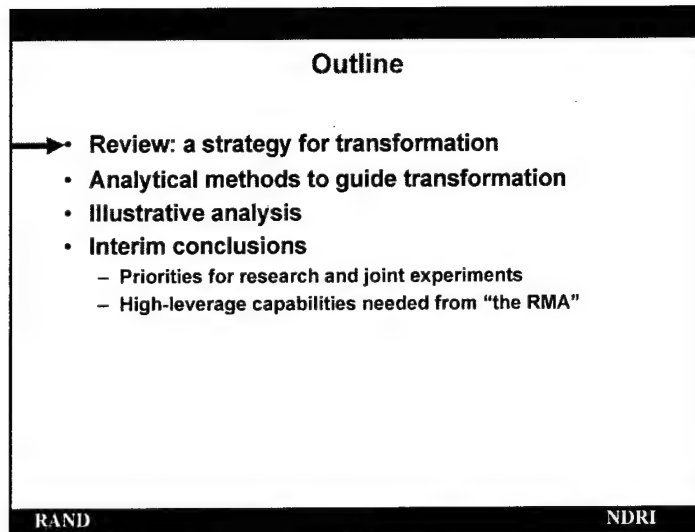 Outline
• Review: a strategy for transformation
• Analytical methods to guide transformation
• Illustrative analysis
• Interim conclusions
– Priorities for research and joint experiments
– High-leverage capabilities needed from "the RMA"
RAND NDRI